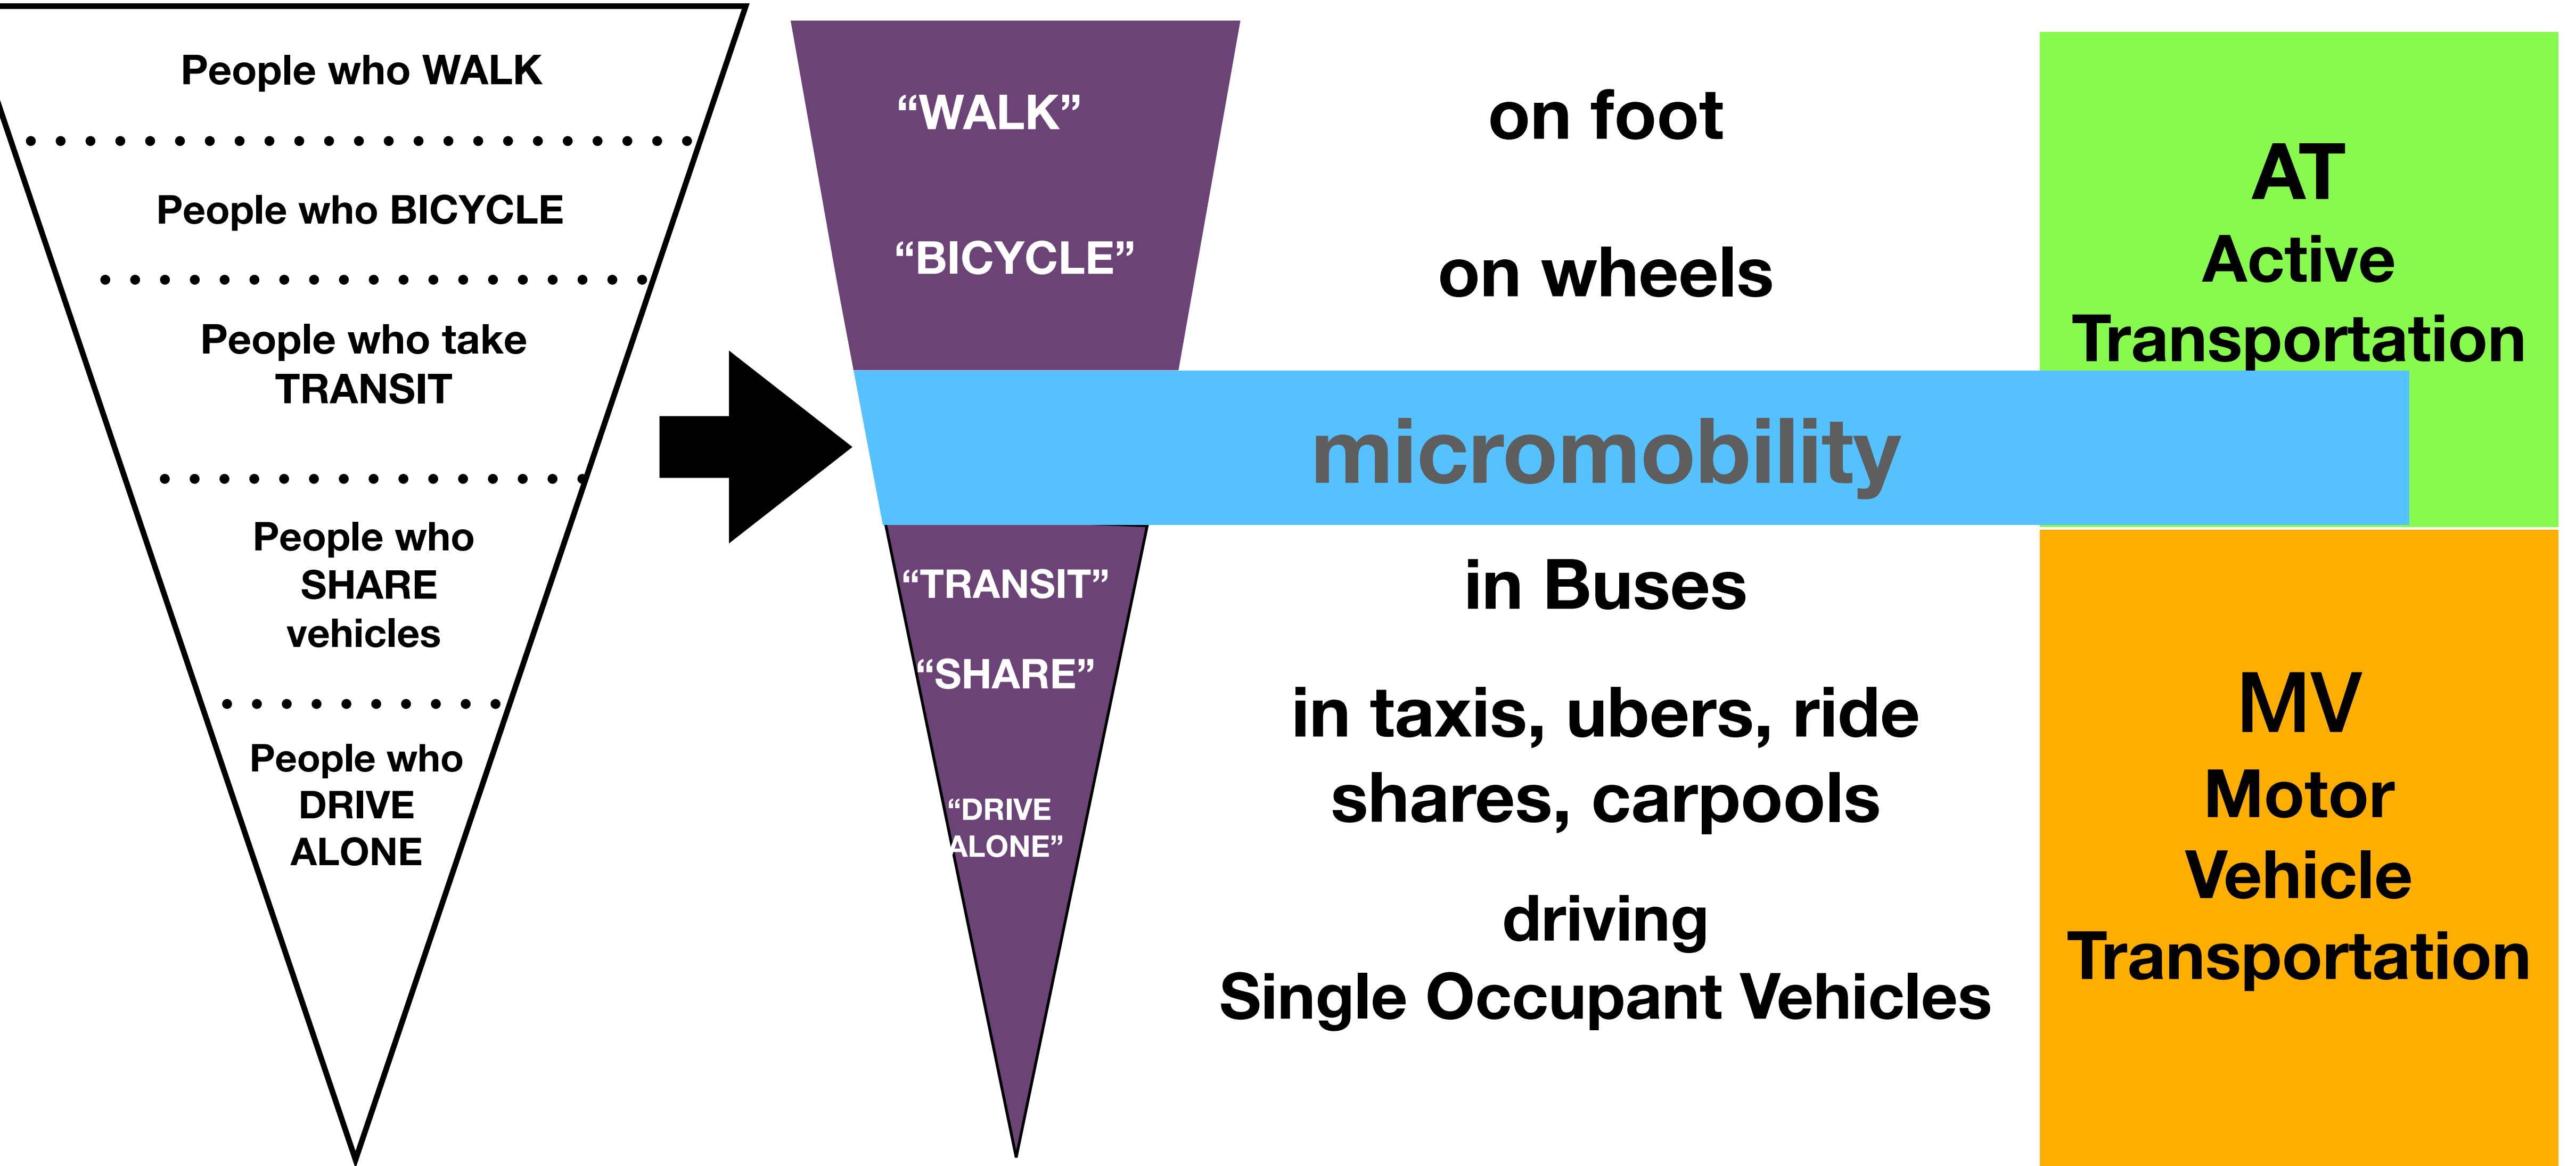 People who WALK
People who BICYCLE
People who take
TRANSIT
People who
SHARE
vehicles
People who
DRIVE
ALONE
“WALK”
“BICYCLE”
“TRANSIT”
“SHARE”
“DRIVE
ALONE”
on foot
on wheels
micromobility
in Buses
in taxis, ubers, ride
shares, carpools
driving
Single Occupant Vehicles
AT
Active
Transportation
MV
Motor
Vehicle
Transportation